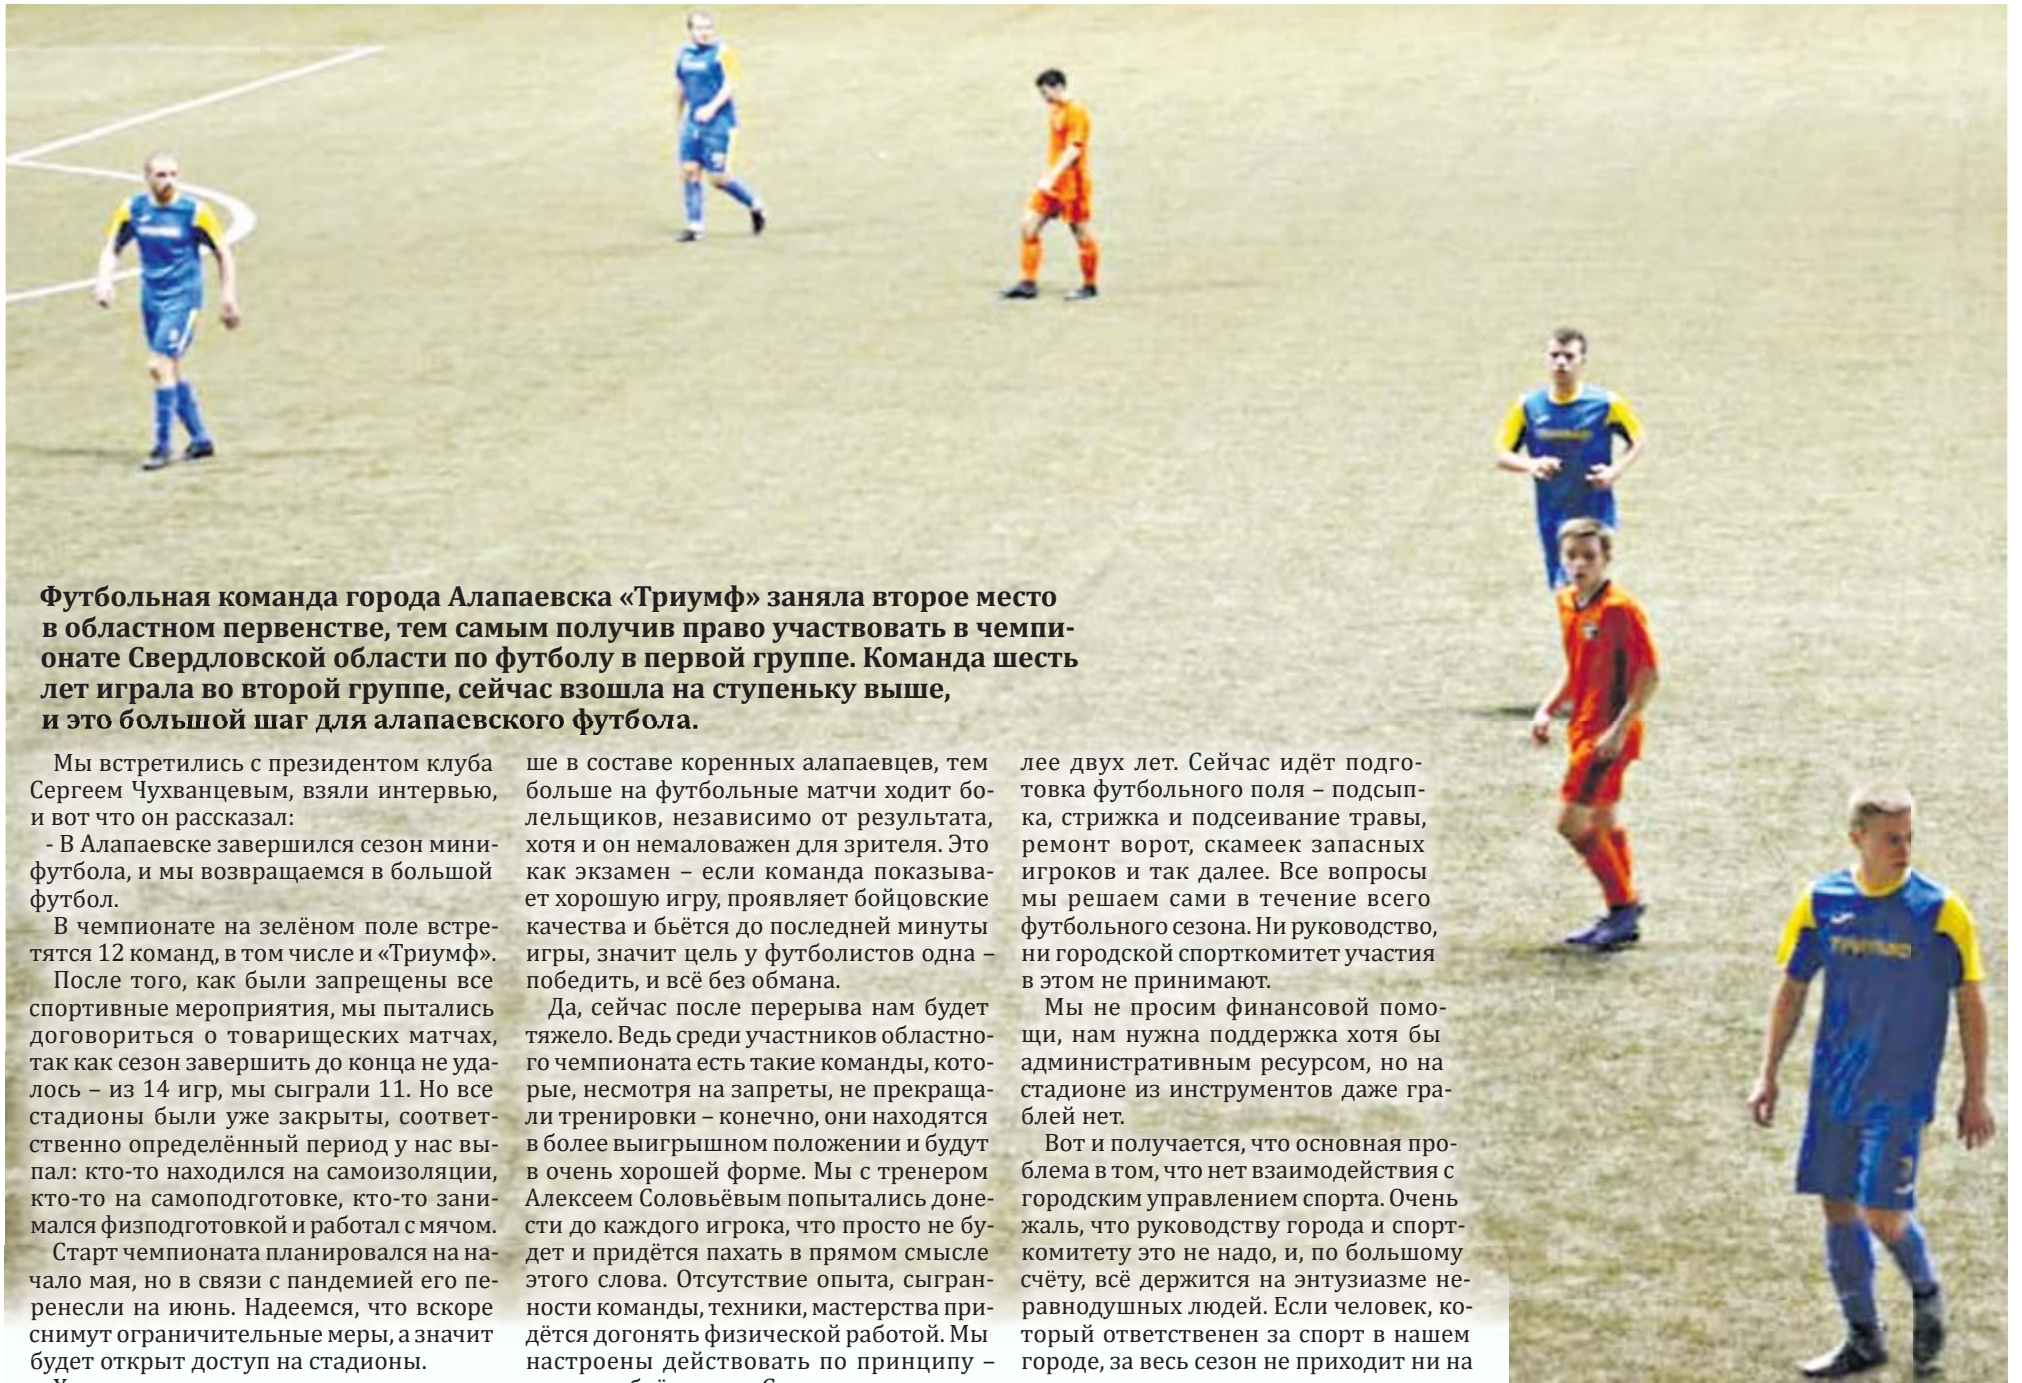 Футбольная команда города Алапаевска «Триумф» заняла второе место
в областном первенстве, тем самым получив право участвовать в чемпи-
онате Свердловской области по футболу в первой группе. Команда шесть
лет играла во второй группе, сейчас взошла на ступеньку выше,
и это большой шаг для алапаевского футбола.
Мы встретились с президентом клуба
Сергеем Чухванцевым, взяли интервью,
и вот что он рассказал:
- В Алапаевске завершился сезон мини-
футбола, и мы возвращаемся в большой
футбол.
В чемпионате на зелёном поле встре-
тятся 12 команд, в том числе и «Триумф».
После того, как были запрещены все
спортивные мероприятия, мы пытались
договориться о товарищеских матчах,
так как сезон завершить до конца не уда-
лось – из 14 игр, мы сыграли 11. Но все
стадионы были уже закрыты, соответ-
ственно определённый период у нас вы-
пал: кто-то находился на самоизоляции,
кто-то на самоподготовке, кто-то зани-
мался физподготовкой и работал с мячом.
Старт чемпионата планировался на на-
чало мая, но в связи с пандемией его пе-
ренесли на июнь. Надеемся, что вскоре
снимут ограничительные меры, а значит
будет открыт доступ на стадионы.
ше в составе коренных алапаевцев, тем
больше на футбольные матчи ходит бо-
лельщиков, независимо от результата,
хотя и он немаловажен для зрителя. Это
как экзамен – если команда показыва-
ет хорошую игру, проявляет бойцовские
качества и бьётся до последней минуты
игры, значит цель у футболистов одна –
победить, и всё без обмана.
Да, сейчас после перерыва нам будет
тяжело. Ведь среди участников областно-
го чемпионата есть такие команды, кото-
рые, несмотря на запреты, не прекраща-
ли тренировки – конечно, они находятся
в более выигрышном положении и будут
в очень хорошей форме. Мы с тренером
Алексеем Соловьёвым попытались доне-
сти до каждого игрока, что просто не бу-
дет и придётся пахать в прямом смысле
этого слова. Отсутствие опыта, сыгран-
ности команды, техники, мастерства при-
дётся догонять физической работой. Мы
настроены действовать по принципу –
лее двух лет. Сейчас идёт подго-
товка футбольного поля – подсып-
ка, стрижка и подсеивание травы,
ремонт ворот, скамеек запасных
игроков и так далее. Все вопросы
мы решаем сами в течение всего
футбольного сезона. Ни руководство,
ни городской спорткомитет участия
в этом не принимают.
Мы не просим финансовой помо-
щи, нам нужна поддержка хотя бы
административным ресурсом, но на
стадионе из инструментов даже гра-
блей нет.
Вот и получается, что основная про-
блема в том, что нет взаимодействия с
городским управлением спорта. Очень
жаль, что руководству города и спорт-
комитету это не надо, и, по большому
счёту, всё держится на энтузиазме не-
равнодушных людей. Если человек, ко-
торый ответственен за спорт в нашем
городе, за весь сезон не приходит ни на